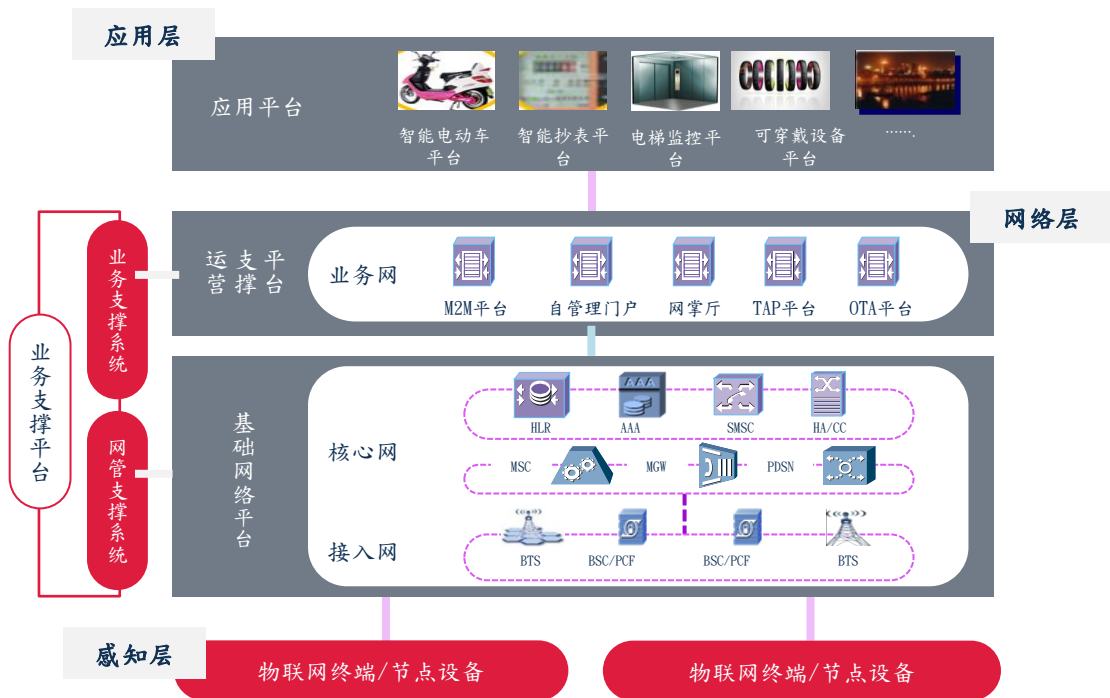 应用层
应用平台
智能电动车
平台
智能抄表平
台
电梯监控平
台
可穿戴设备
平台
…….
网络层
业务支撑平台
业务支撑系统
网管支撑系统
运营
支撑
平台
业务网
M2M平台
自管理门户
网掌厅
TAP平台
OTA平台
基础网络平台
核心网
AAA
HLR
AAA
SMSC
HA/CC
MSC
MGW
PDSN
接入网
BTS
BSC/PCF
BSC/PCF
BTS
感知层
物联网终端/节点设备
物联网终端/节点设备